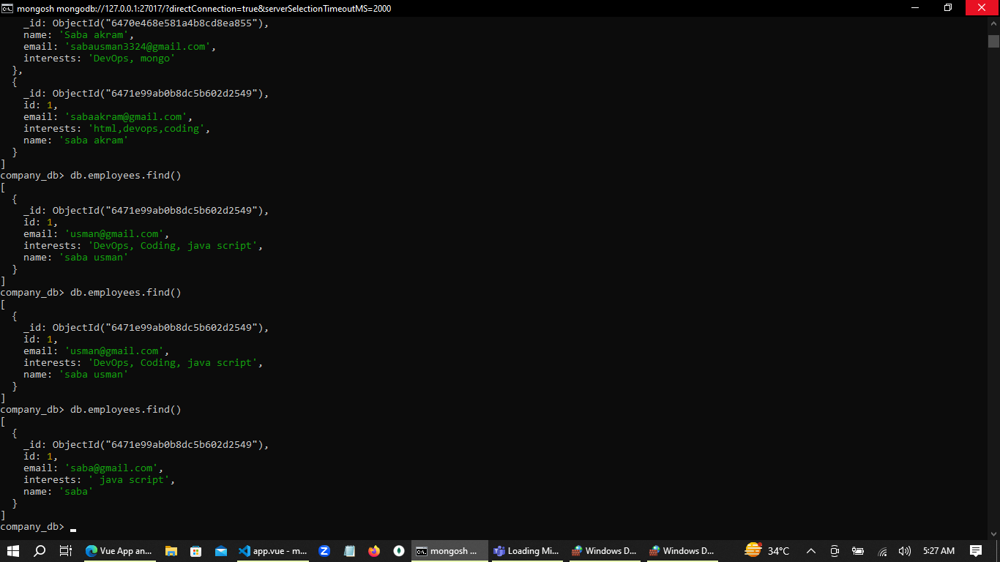 mongosh mongodb://127.0.0.1:27017/?directConnection=true&serverSelectionTimeoutMS=2000
    _id: ObjectId("6470e468e581a4b8cd8ea855"),
    name: 'Saba akram',
    email: 'sabausman3324@gmail.com',
    interests: 'DevOps, mongo'
  },
  {
    _id: ObjectId("6471e99ab0b8dc5b602d2549"),
    id: 1,
    email: 'sabaakram@gmail.com',
    interests: 'html,devops,coding',
    name: 'saba akram'
  }
]
company_db> db.employees.find()
[
  {
    _id: ObjectId("6471e99ab0b8dc5b602d2549"),
    id: 1,
    email: 'usman@gmail.com',
    interests: 'DevOps, Coding, java script',
    name: 'saba usman'
  }
]
company_db> db.employees.find()
[
  {
    _id: ObjectId("6471e99ab0b8dc5b602d2549"),
    id: 1,
    email: 'usman@gmail.com',
    interests: 'DevOps, Coding, java script',
    name: 'saba usman'
  }
]
company_db> db.employees.find()
[
  {
    _id: ObjectId("6471e99ab0b8dc5b602d2549"),
    id: 1,
    email: 'saba@gmail.com',
    interests: ' java script',
    name: 'saba'
  }
]
company_db>
Vue App an... app.vue - m... mongosh ... Loading Mi... Windows D... Windows D... 34°C 5:27 AM